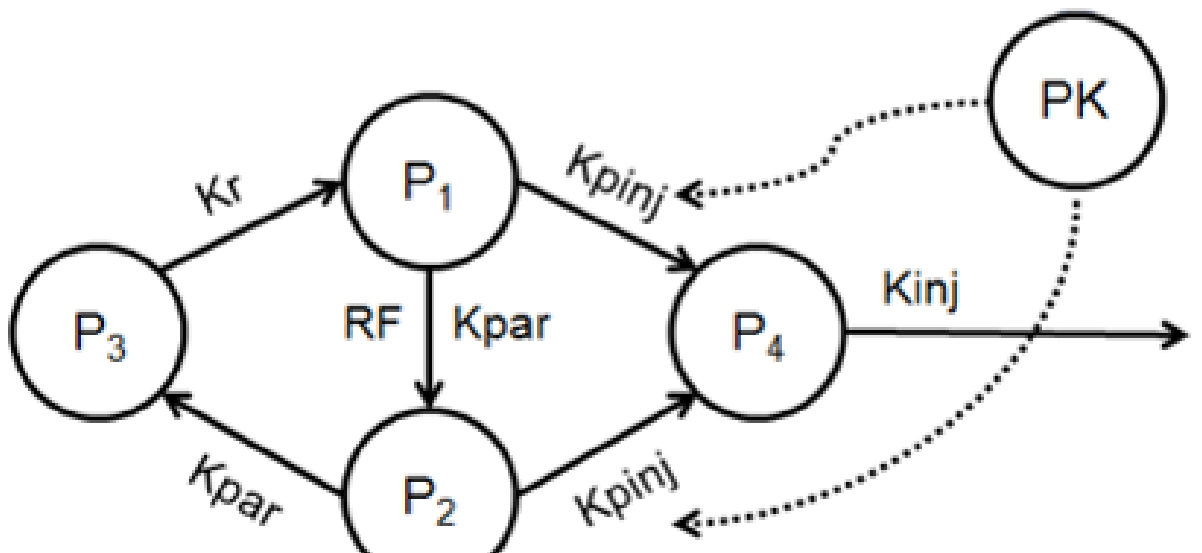 PK
P₁
Kpinj
Kr
Kinj
RF Kpar
P₃
P₄
Kpar
P₂
Kpinj